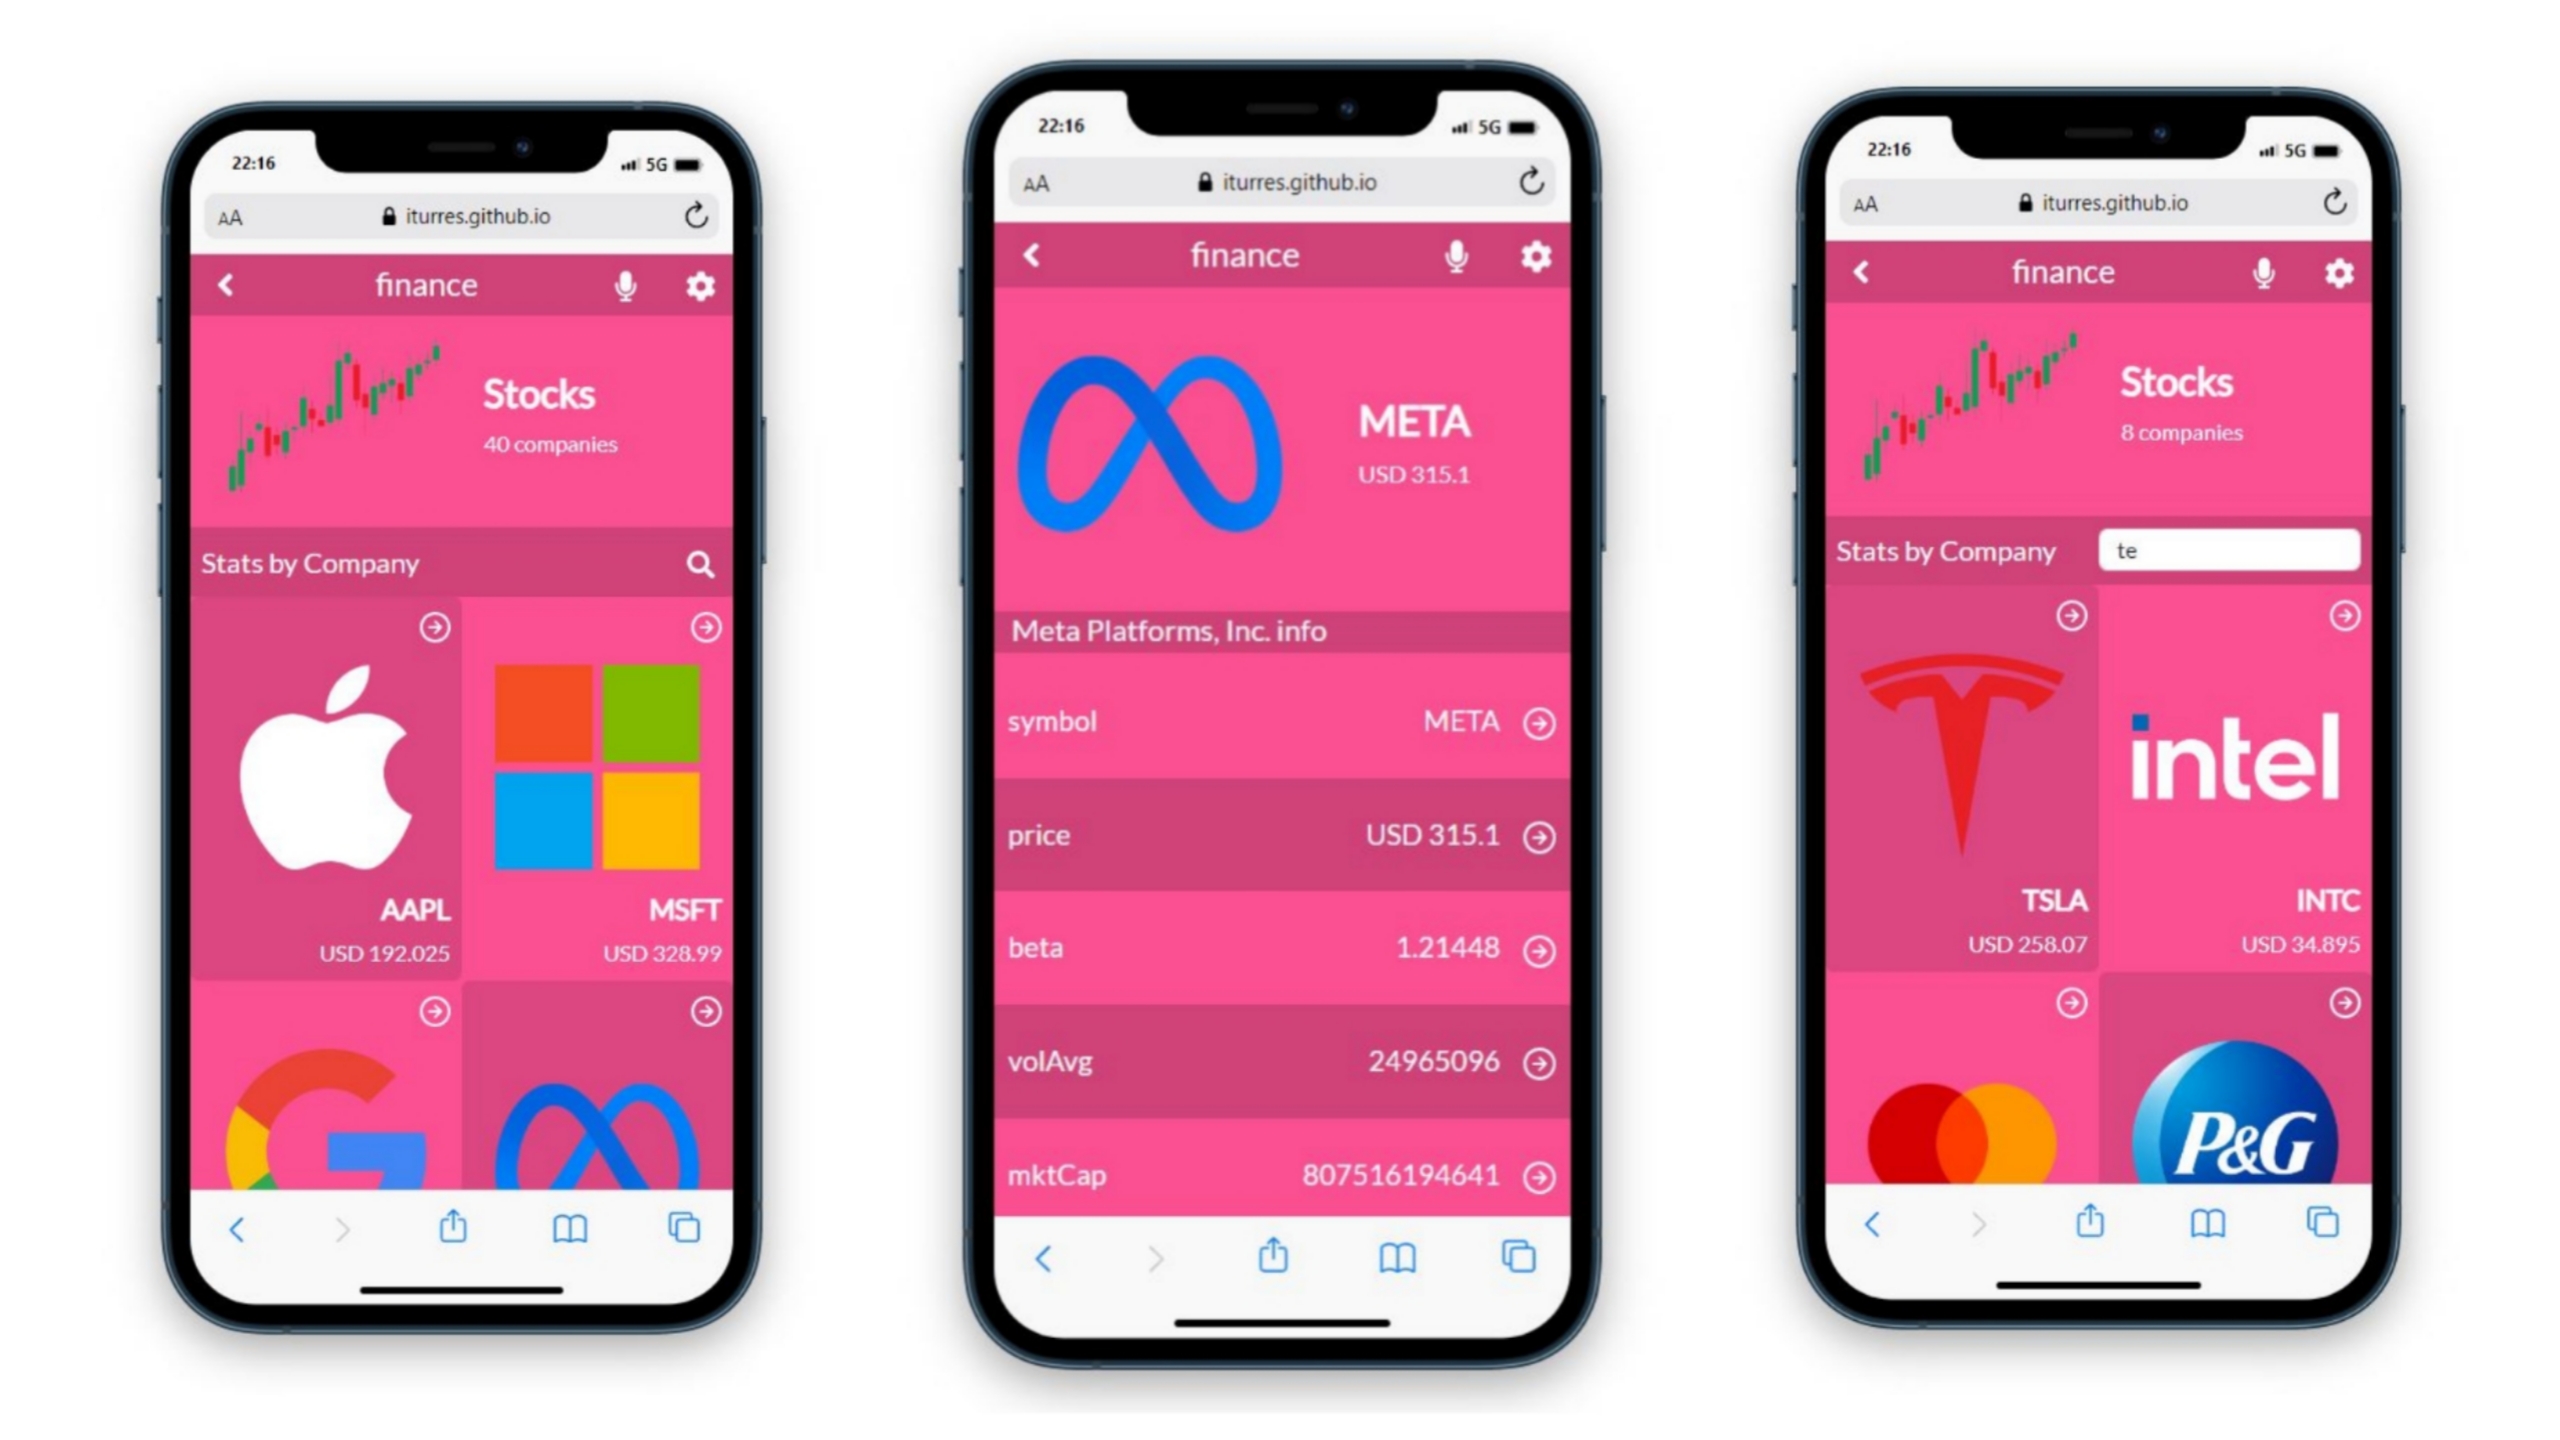 22:16
5G
AA
iturres.github.io
finance
Stocks
40 companies
Stats by Company
AAPL
USD 192.025
MSFT
USD 328.99
22:16
5G
AA
iturres.github.io
finance
META
USD 315.1
Meta Platforms, Inc. info
symbol META
price USD 315.1
beta 1.21448
volAvg 24965096
mktCap 807516194641
22:16
5G
AA
iturres.github.io
finance
Stocks
8 companies
Stats by Company
te
intel
TSLA
USD 258.07
INTC
USD 34.895
P&G